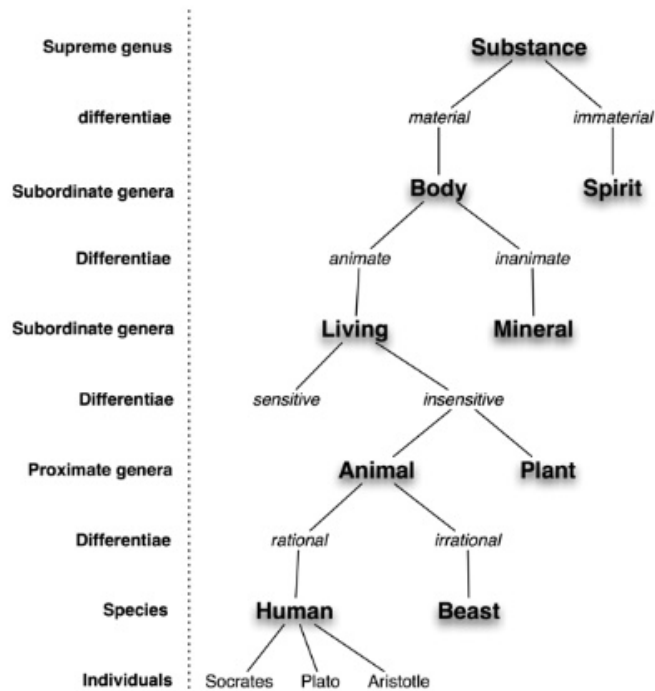 Supreme genus Substance
differentiae material immaterial
Subordinate genera Body Spirit
Differentiae animate inanimate
Subordinate genera Living Mineral
Differentiae sensitive insensitive
Proximate genera Animal Plant
Differentiae rational irrational
Species Human Beast
Individuals Socrates Plato Aristotle